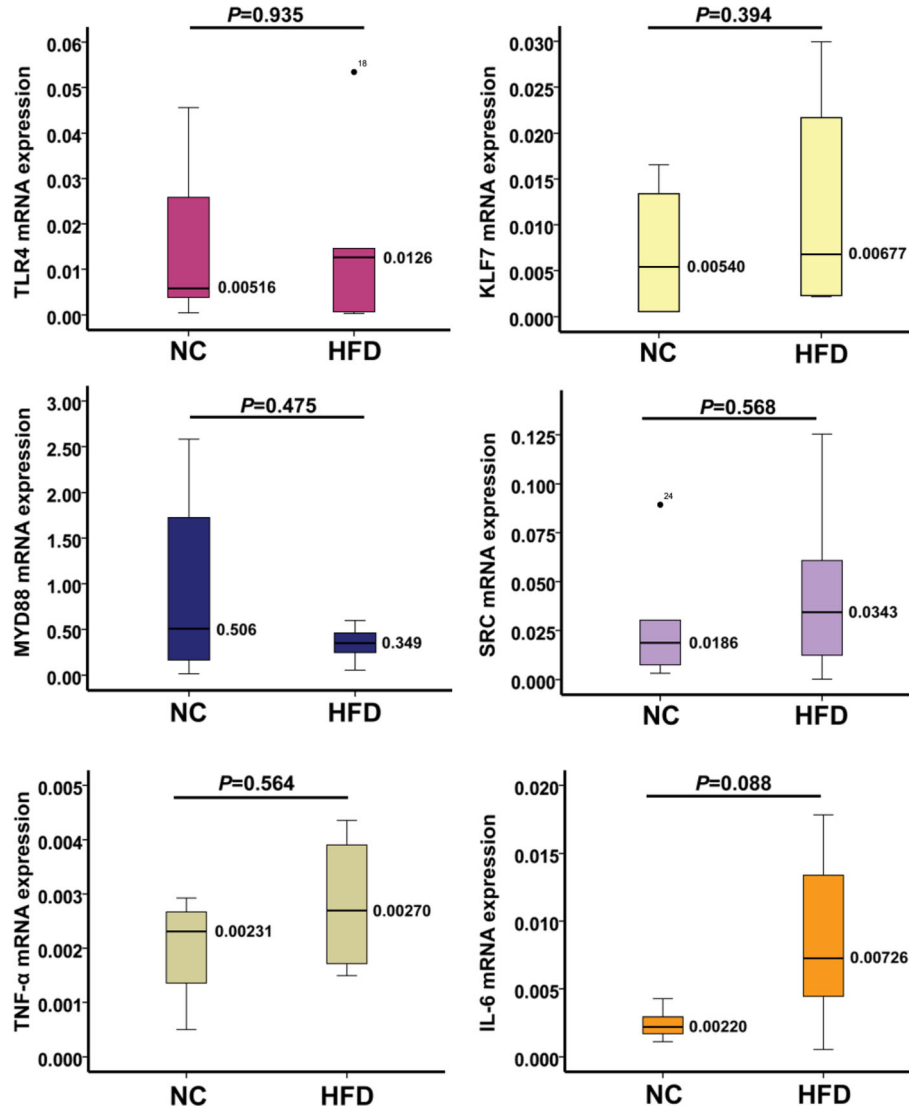 P=0.935
TLR4 mRNA expression
0.06
0.05
0.04
0.03
0.02
0.01
0.00
18
0.00516
0.0126
NC HFD
P=0.394
KLF7 mRNA expression
0.030
0.025
0.020
0.015
0.010
0.005
0.000
0.00540
0.00677
NC HFD
P=0.475
MYD88 mRNA expression
3.00
2.50
2.00
1.50
1.00
0.50
0.00
0.506
0.349
NC HFD
P=0.568
SRC mRNA expression
0.125
0.100
0.075
0.050
0.025
0.000
24
0.0186
0.0343
NC HFD
P=0.564
TNF-α mRNA expression
0.005
0.004
0.003
0.002
0.001
0.000
0.00231
0.00270
NC HFD
P=0.088
IL-6 mRNA expression
0.020
0.015
0.010
0.005
0.000
0.00220
0.00726
NC HFD